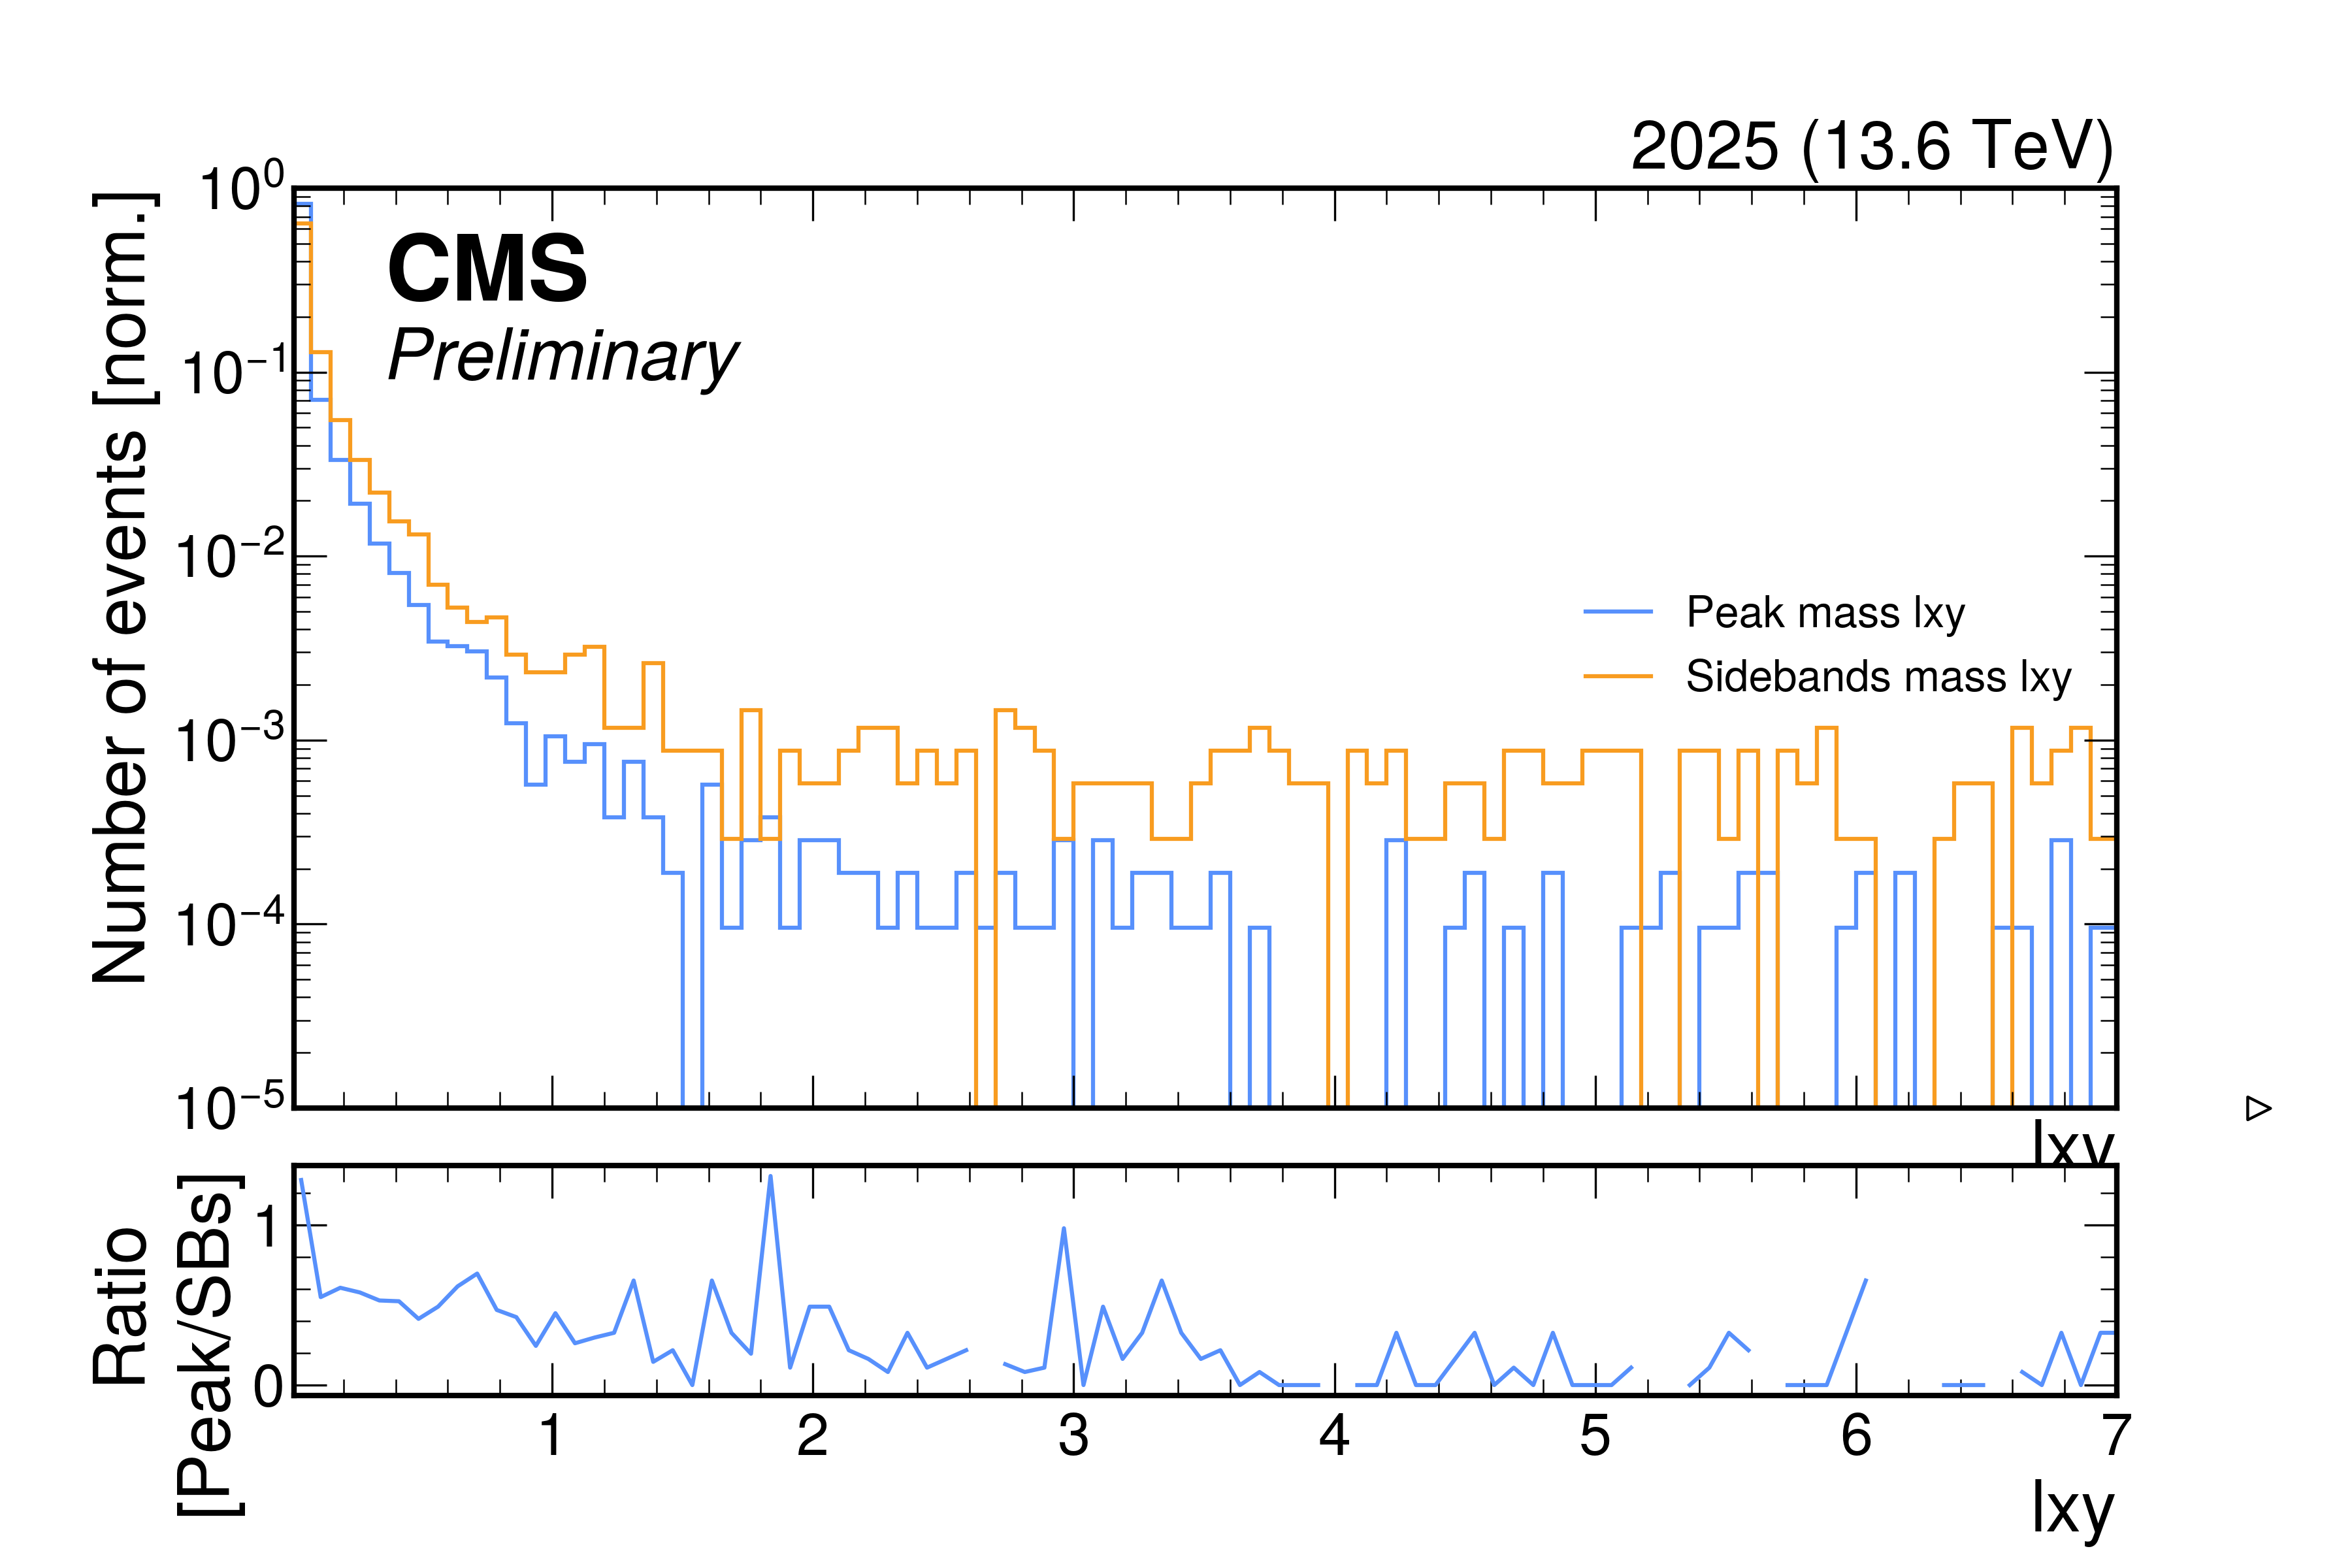 2025 (13.6 TeV)
CMS
Preliminary
Number of events [norm.]
10⁰
10⁻¹
10⁻²
10⁻³
10⁻⁴
10⁻⁵
Peak mass lxy
Sidebands mass lxy
lxy
Ratio
[Peak/SBs]
1
0
1 2 3 4 5 6 7
lxy